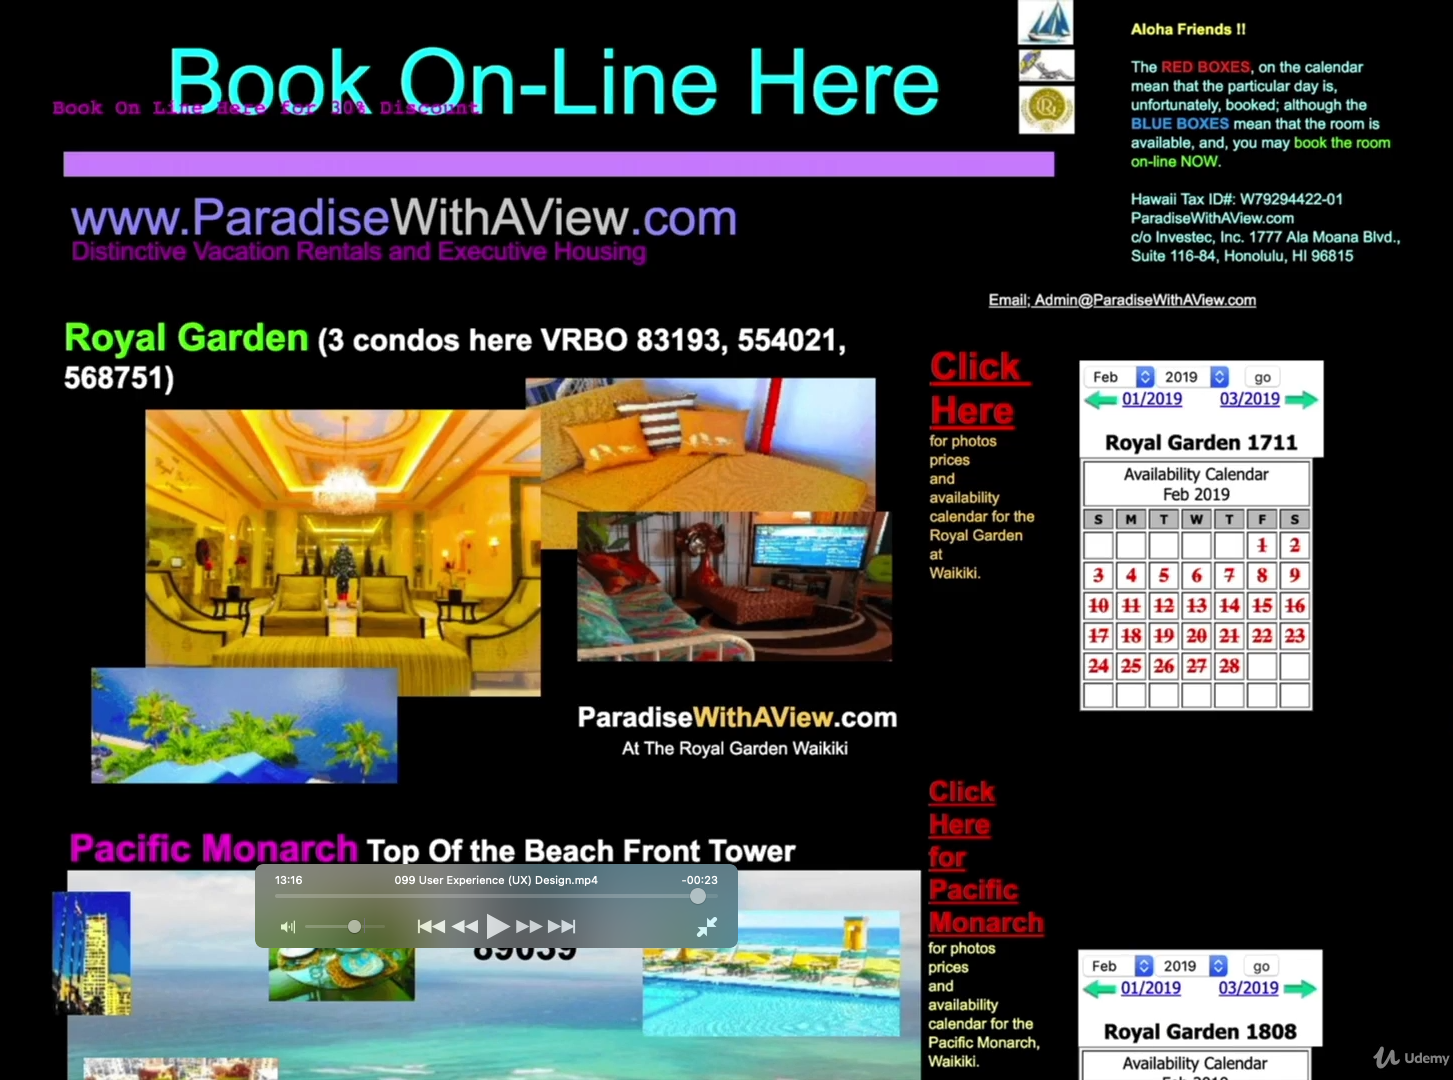 Book On-Line Here
Book On Line Here for 30% Discount
www.ParadiseWithAView.com
Distinctive Vacation Rentals and Executive Housing
Aloha Friends !!
The RED BOXES, on the calendar
mean that the particular day is,
unfortunately, booked; although the
BLUE BOXES mean that the room is
available, and, you may book the room
on-line NOW.
Hawaii Tax ID#: W79294422-01
ParadiseWithAView.com
c/o Investec, Inc. 1777 Ala Moana Blvd.,
Suite 116-84, Honolulu, HI 96815
Email; Admin@ParadiseWithAView.com
Royal Garden (3 condos here VRBO 83193, 554021,
568751)
ParadiseWithAView.com
At The Royal Garden Waikiki
Click
Here
for photos
prices
and
availability
calendar for the
Royal Garden
at
Waikiki.
Feb 2019 go
01/2019 03/2019
Royal Garden 1711
Availability Calendar
Feb 2019
S M T W T F S
1 2
3 4 5 6 7 8 9
10 11 12 13 14 15 16
17 18 19 20 21 22 23
24 25 26 27 28
Pacific Monarch Top Of the Beach Front Tower
13:16 099 User Experience (UX) Design.mp4 -00:23
89039
Click
Here
for
Pacific
Monarch
for photos
prices
and
availability
calendar for the
Pacific Monarch,
Waikiki.
Feb 2019 go
01/2019 03/2019
Royal Garden 1808
Availability Calendar
Feb 2019
Udemy